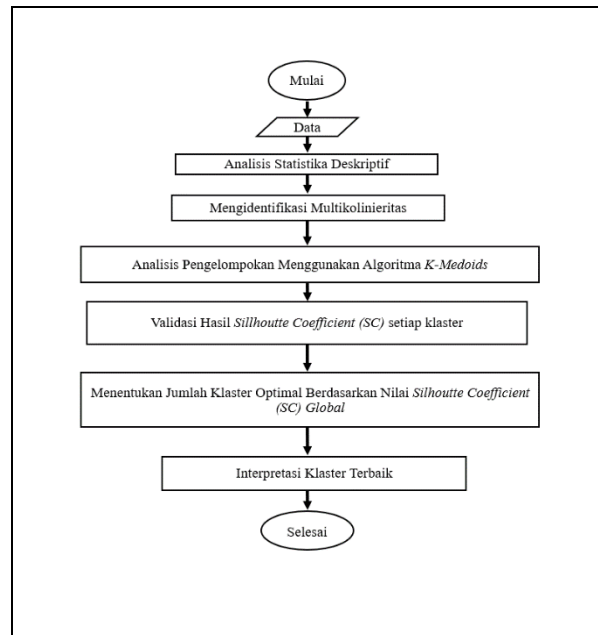 Mulai
Data
Analisis Statistika Deskriptif
Mengidentifikasi Multikolinieritas
Analisis Pengelompokan Menggunakan Algoritma K-Medoids
Validasi Hasil Sillhoutte Coefficient (SC) setiap klaster
Menentukan Jumlah Klaster Optimal Berdasarkan Nilai Silhoutte Coefficient
(SC) Global
Interpretasi Klaster Terbaik
Selesai